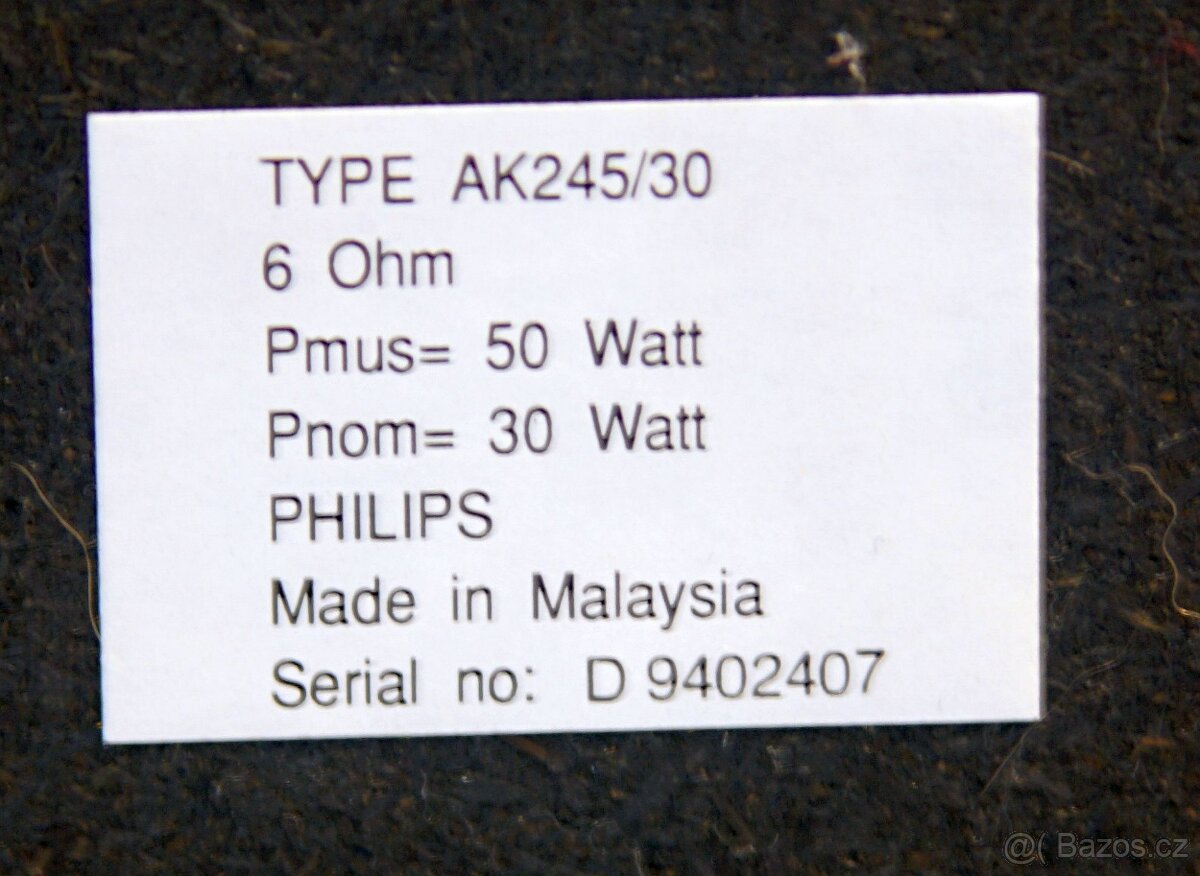 TYPE AK245/30
6 Ohm
Pmus= 50 Watt
Pnom= 30 Watt
PHILIPS
Made in Malaysia
Serial no: D 9402407
@( Bazos.cz